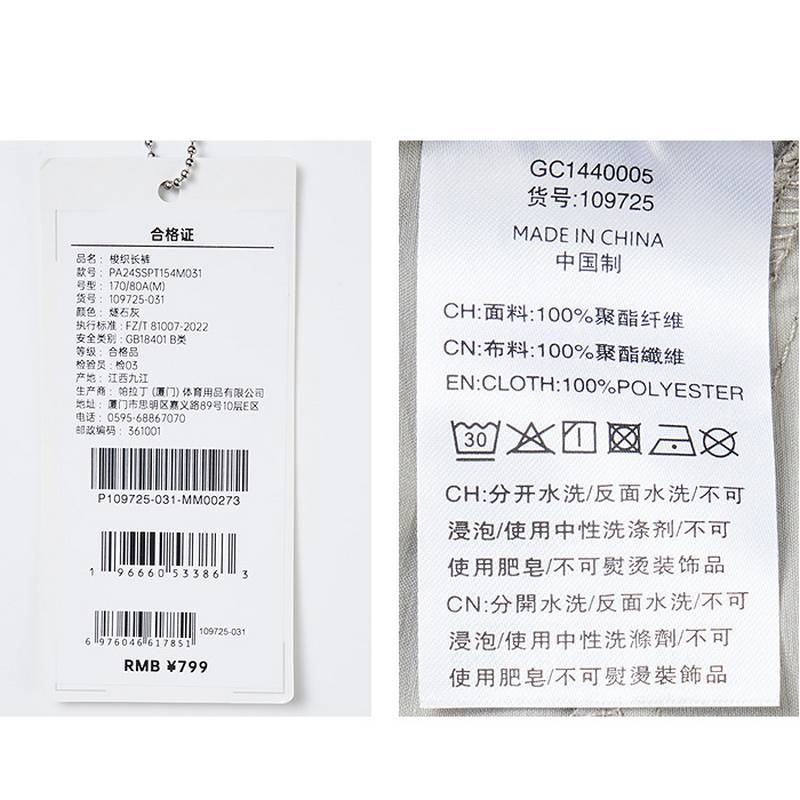 合格证
品名: 梭织长裤
款号: PA24SSPT154M031
号型: 170/80A(M)
货号: 109725-031
颜色: 燧石灰
执行标准: FZ/T 81007-2022
安全类别: GB18401 B类
等级: 合格品
检验员: 检03
产地: 江西九江
生产商: 帕拉丁 (厦门) 体育用品有限公司
地址: 厦门市思明区嘉义路89号10层E区
电话: 0595-68867070
邮政编码: 361001
P109725-031-MM00273
1 96660 53386 3
6 976046 617851
109725-031
RMB ¥799
GC1440005
货号:109725
MADE IN CHINA
中国制
CH:面料:100%聚酯纤维
CN:布料:100%聚酯纖維
EN:CLOTH:100%POLYESTER
30
CH:分开水洗/反面水洗/不可
浸泡/使用中性洗涤剂/不可
使用肥皂/不可熨烫装饰品
CN:分開水洗/反面水洗/不可
浸泡/使用中性洗滌劑/不可
使用肥皂/不可熨燙裝飾品